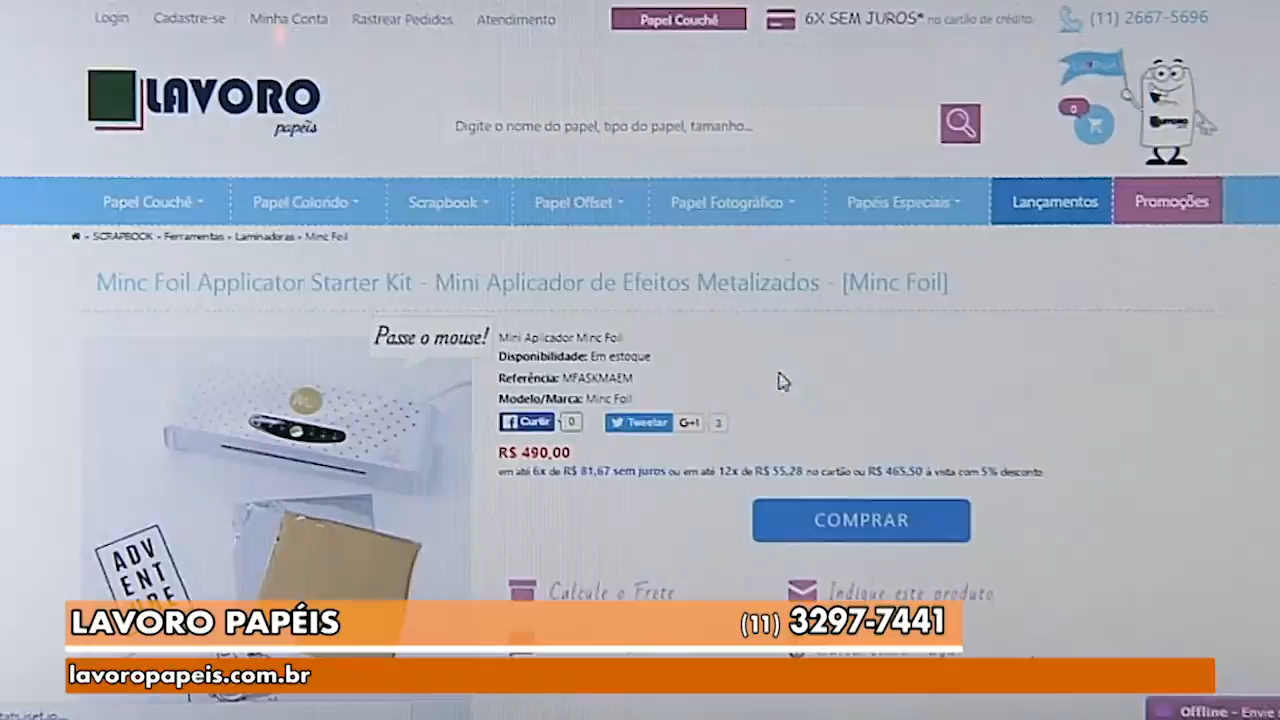 Login Cadastre-se Minha Conta Rastrear Pedidos Atendimento Papel Couchê 6X SEM JUROS* no cartão de crédito. (11) 2667-5696
LAVORO
papéis
Digite o nome do papel, tipo do papel, tamanho...
0
LAVORO
Papel Couchê Papel Colorido Scrapbook Papel Offset Papel Fotográfico Papéis Especiais Lançamentos Promoções
» SCRAPBOOK » Ferramentas » Laminadoras » Minc Foil
Minc Foil Applicator Starter Kit - Mini Aplicador de Efeitos Metalizados - [Minc Foil]
Passe o mouse!
Mini Aplicador Minc Foil
Disponibilidade: Em estoque
Referência: MFASKMAEM
Modelo/Marca: Minc Foil
Curtir 0 Tweetar G+1 3
R$ 490,00
em até 6x de R$ 81,67 sem juros ou em até 12x de R$ 55,28 no cartão ou R$ 465,50 à vista com 5% desconto
COMPRAR
ADV
ENT
URE
Calcule o Frete Indique este produto
LAVORO PAPÉIS (11) 3297-7441
lavoropapeis.com.br
Offline - Envie